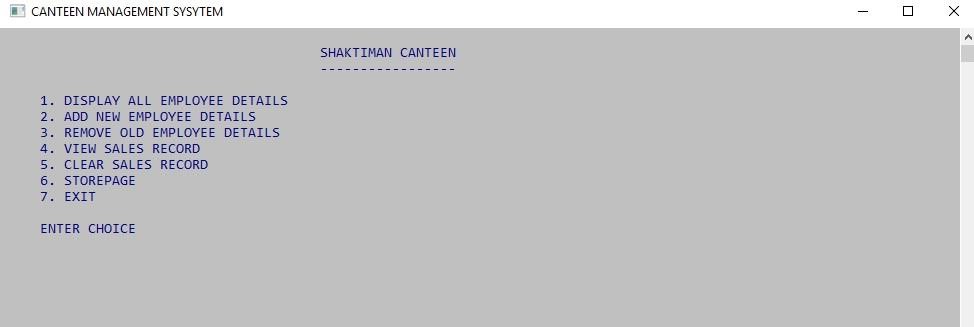 CANTEEN MANAGEMENT SYSYTEM
SHAKTIMAN CANTEEN
-----------------
1. DISPLAY ALL EMPLOYEE DETAILS
2. ADD NEW EMPLOYEE DETAILS
3. REMOVE OLD EMPLOYEE DETAILS
4. VIEW SALES RECORD
5. CLEAR SALES RECORD
6. STOREPAGE
7. EXIT
ENTER CHOICE